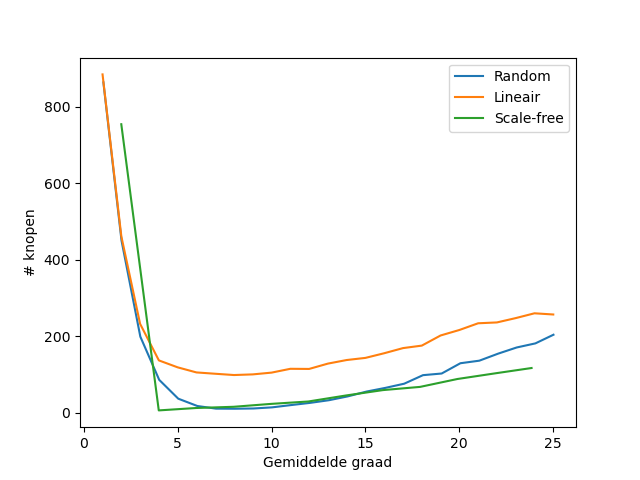 Random
Lineair
Scale-free
800
600
400
200
0
# knopen
0 5 10 15 20 25
Gemiddelde graad